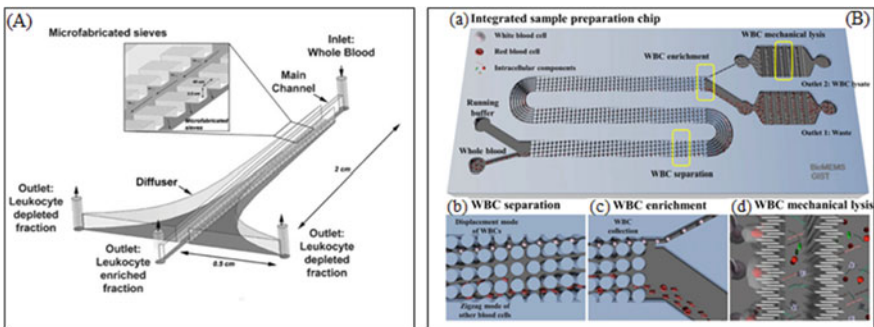 (A)
Microfabricated sieves
Inlet:
Whole Blood
Main
Channel
Microfabricated
sieves
Diffuser
2 cm
Outlet:
Leukocyte
depleted
fraction
Outlet:
Leukocyte
enriched
fraction
0.5 cm
Outlet:
Leukocyte
depleted
fraction
(B)
(a) Integrated sample preparation chip
White blood cell
Red blood cell
Intracellular components
WBC mechanical lysis
WBC enrichment
Outlet 2: WBC lysate
Running
buffer
Whole blood
Outlet 1: Waste
WBC separation
BioMEMS
GIST
(b) WBC separation
Displacement mode
of WBCs
Zigzag mode of
other blood cells
(c) WBC enrichment
WBC
collection
(d) WBC mechanical lysis